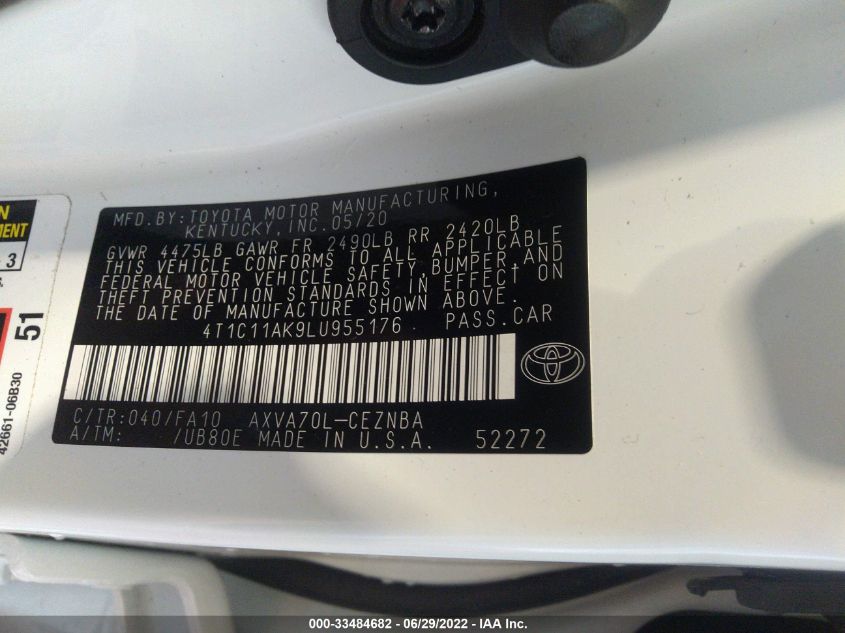 MFD.BY:TOYOTA MOTOR MANUFACTURING,
KENTUCKY,INC.05/20
GVWR 4475LB GAWR FR 2490LB RR 2420LB
THIS VEHICLE CONFORMS TO ALL APPLICABLE
FEDERAL MOTOR VEHICLE SAFETY,BUMPER AND
THEFT PREVENTION STANDARDS IN EFFECT ON
THE DATE OF MANUFACTURE SHOWN ABOVE.
4T1C11AK9LU955176 PASS.CAR
C/TR:040/FA10 AXVA70L-CEZNBA
A/TM: /UB80E MADE IN U.S.A. 52272
3
51
42661-06B30
000-33484682 - 06/29/2022 - IAA Inc.